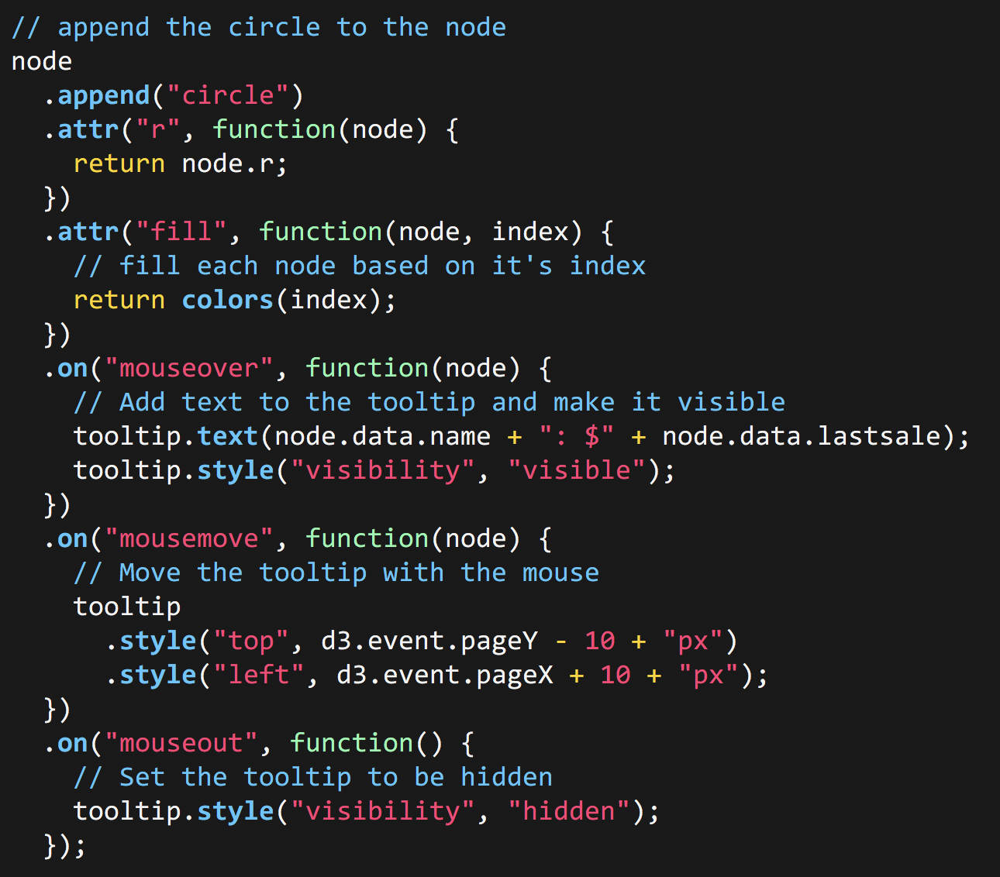 // append the circle to the node
node
  .append("circle")
  .attr("r", function(node) {
    return node.r;
  })
  .attr("fill", function(node, index) {
    // fill each node based on it's index
    return colors(index);
  })
  .on("mouseover", function(node) {
    // Add text to the tooltip and make it visible
    tooltip.text(node.data.name + ": $" + node.data.lastsale);
    tooltip.style("visibility", "visible");
  })
  .on("mousemove", function(node) {
    // Move the tooltip with the mouse
    tooltip
      .style("top", d3.event.pageY - 10 + "px")
      .style("left", d3.event.pageX + 10 + "px");
  })
  .on("mouseout", function() {
    // Set the tooltip to be hidden
    tooltip.style("visibility", "hidden");
  });